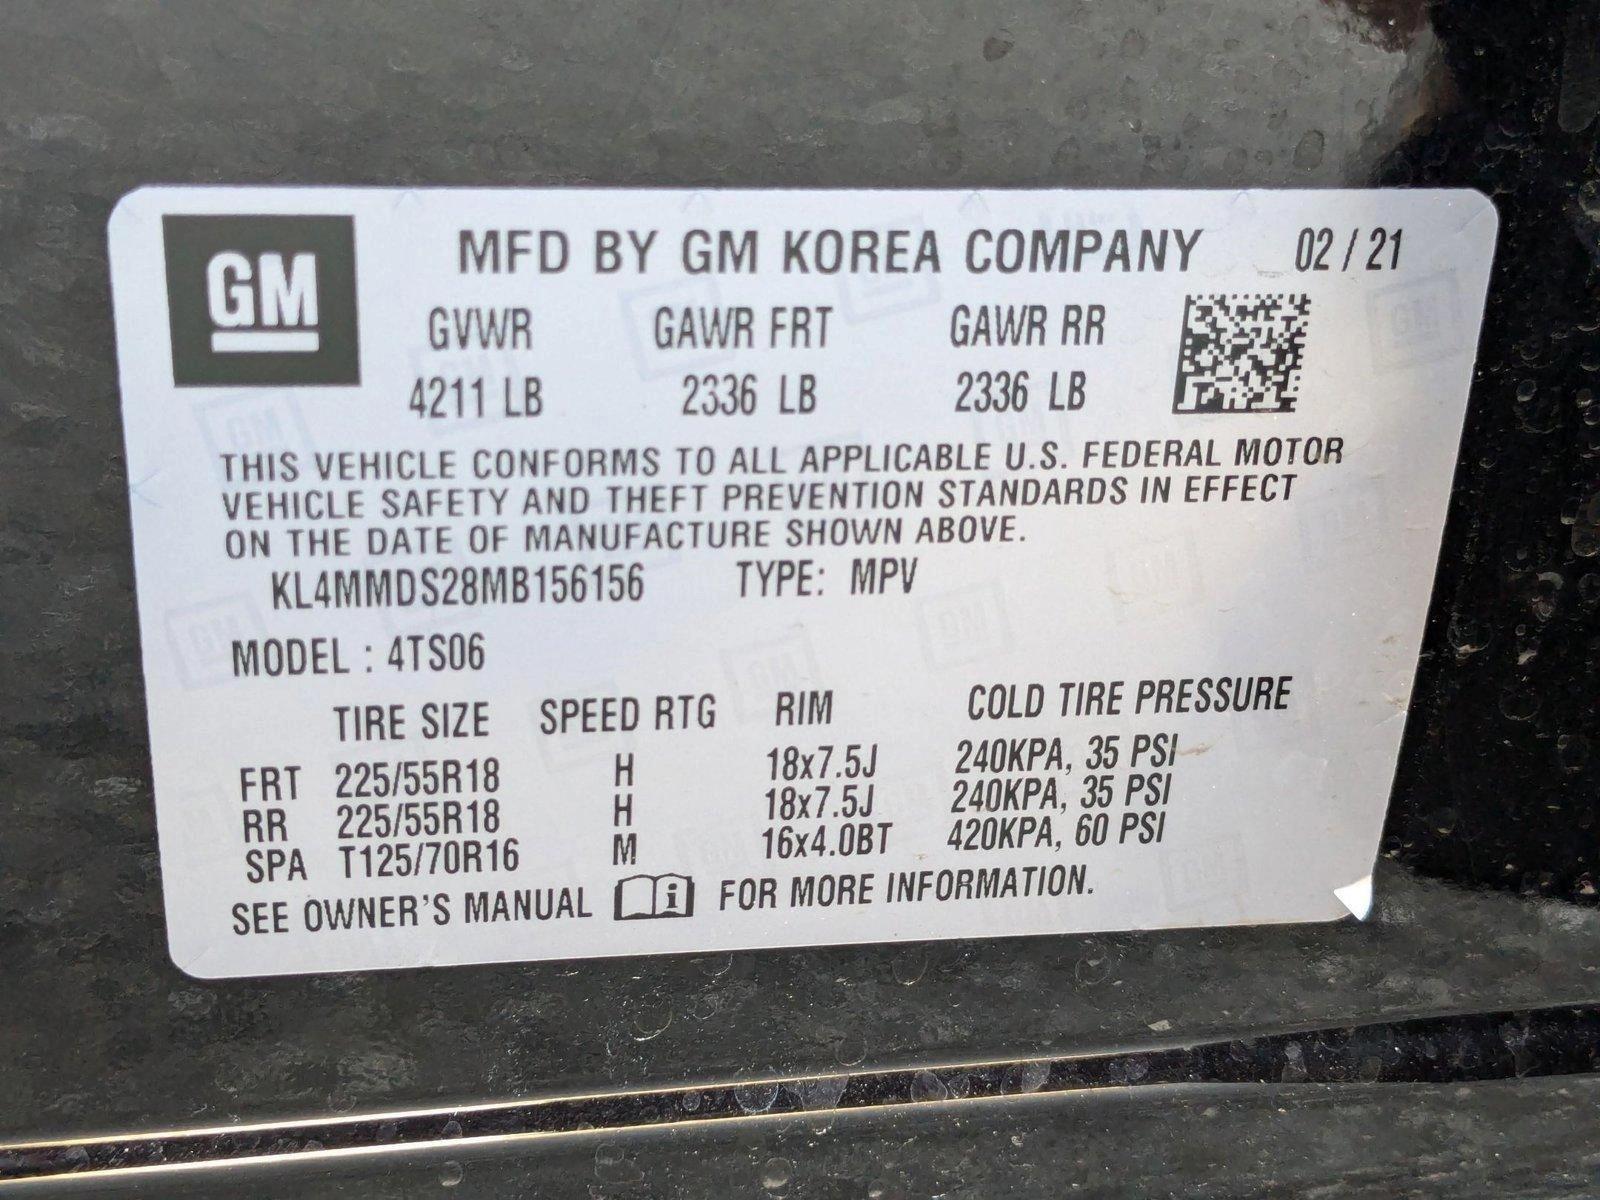 GM
MFD BY GM KOREA COMPANY 02 / 21
GVWR GAWR FRT GAWR RR
4211 LB 2336 LB 2336 LB
THIS VEHICLE CONFORMS TO ALL APPLICABLE U.S. FEDERAL MOTOR
VEHICLE SAFETY AND THEFT PREVENTION STANDARDS IN EFFECT
ON THE DATE OF MANUFACTURE SHOWN ABOVE.
KL4MMDS28MB156156 TYPE: MPV
MODEL : 4TS06
TIRE SIZE SPEED RTG RIM COLD TIRE PRESSURE
FRT 225/55R18 H 18x7.5J 240KPA, 35 PSI
RR 225/55R18 H 18x7.5J 240KPA, 35 PSI
SPA T125/70R16 M 16x4.0BT 420KPA, 60 PSI
SEE OWNER'S MANUAL i FOR MORE INFORMATION.